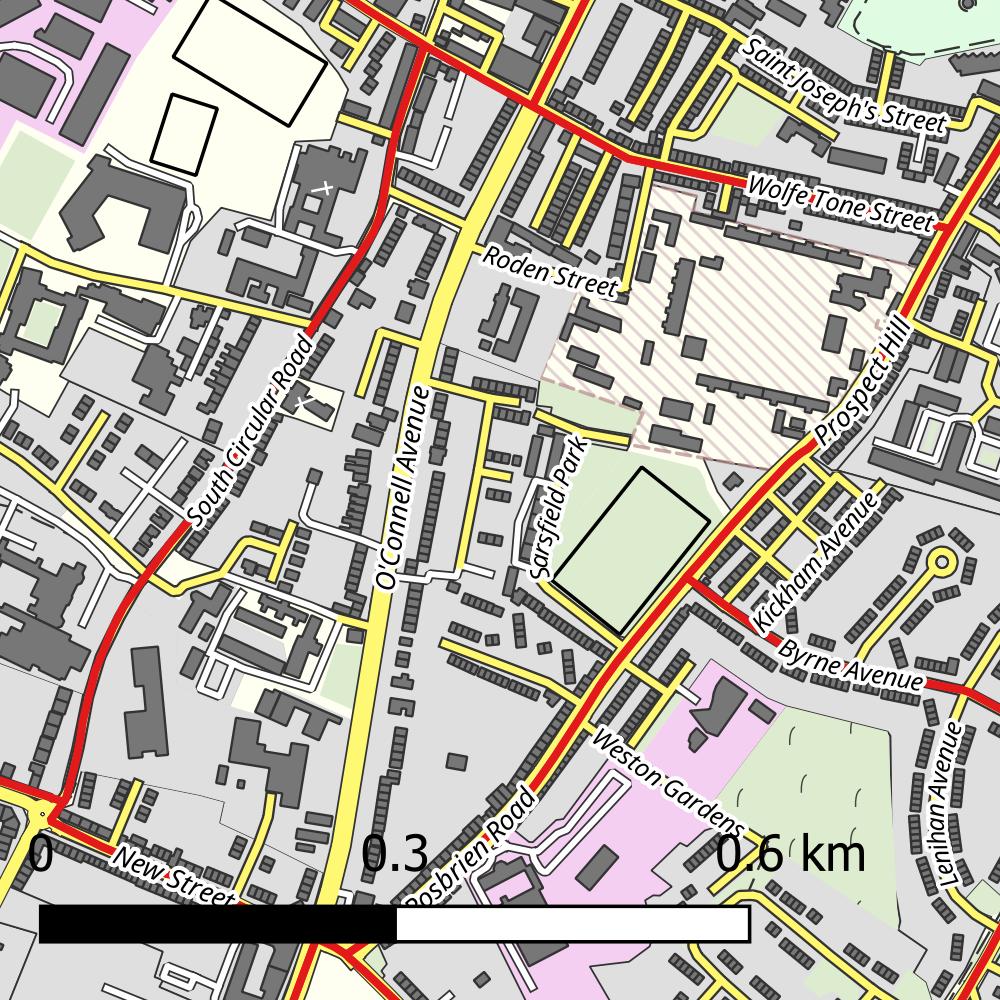 Saint Joseph's Street
Wolfe Tone Street
Roden Street
Prospect Hill
South Circular Road
O'Connell Avenue
Sarsfield Park
Kickham Avenue
Byrne Avenue
Weston Gardens
Lenihan Avenue
Rosbrien Road
New Street
0 0.3 0.6 km